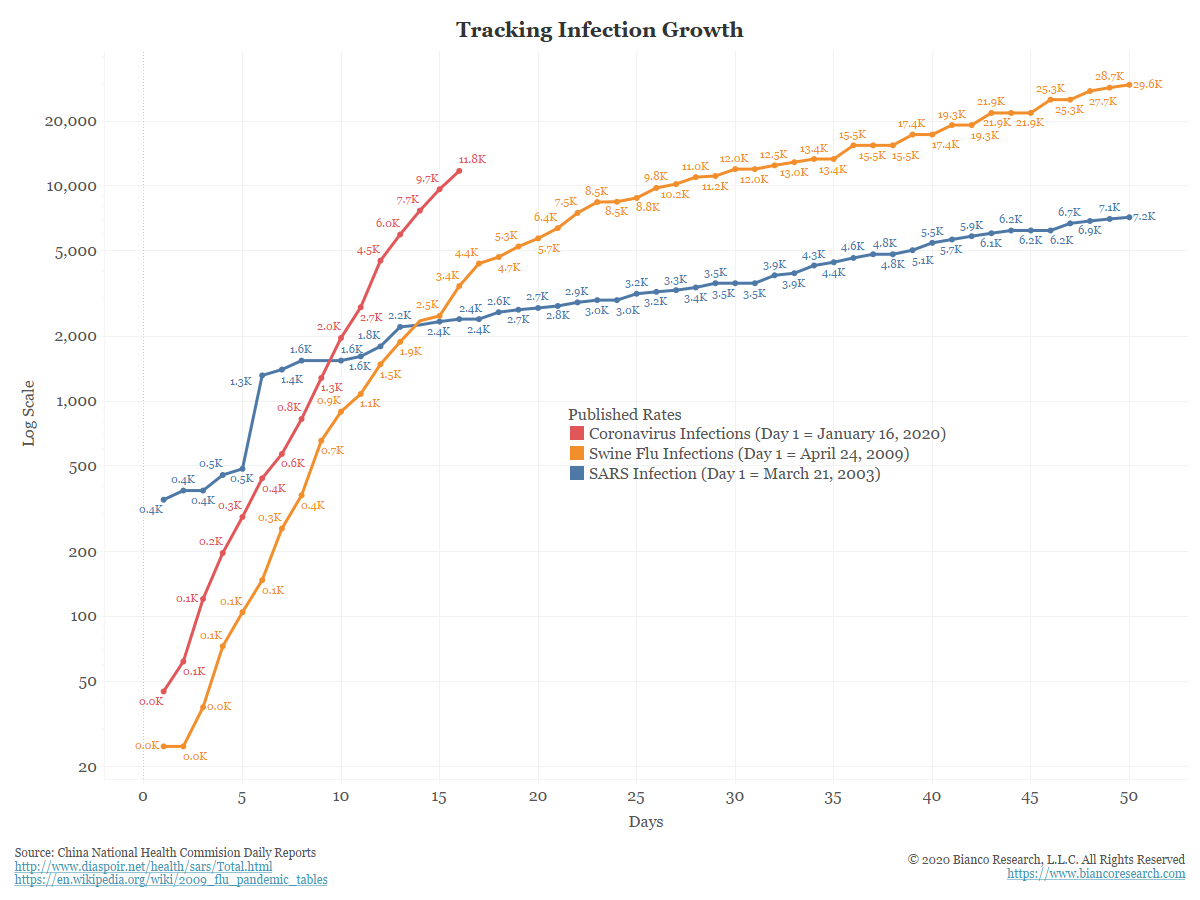 Tracking Infection Growth
Log Scale
20,000
10,000
5,000
2,000
1,000
500
200
100
50
20
0.0K
0.1K
0.1K
0.2K
0.3K
0.4K
0.6K
0.8K
1.3K
2.0K
2.7K
4.5K
6.0K
7.7K
9.7K
11.8K
0.0K
0.0K
0.0K
0.1K
0.1K
0.1K
0.3K
0.4K
0.7K
0.9K
1.1K
1.5K
1.9K
2.5K
3.4K
4.4K
4.7K
5.3K
5.7K
6.4K
7.5K
8.5K
8.5K
8.8K
9.8K
10.2K
11.0K
11.2K
12.0K
12.0K
12.5K
13.0K
13.4K
13.4K
15.5K
15.5K
15.5K
17.4K
17.4K
19.3K
19.3K
21.9K
21.9K
21.9K
25.3K
25.3K
27.7K
28.7K
29.6K
0.4K
0.4K
0.4K
0.5K
0.5K
1.3K
1.4K
1.6K
1.6K
1.6K
1.8K
2.2K
2.4K
2.4K
2.4K
2.6K
2.7K
2.7K
2.8K
2.9K
3.0K
3.0K
3.2K
3.2K
3.3K
3.4K
3.5K
3.5K
3.5K
3.9K
3.9K
4.3K
4.4K
4.6K
4.8K
4.8K
5.1K
5.5K
5.7K
5.9K
6.1K
6.2K
6.2K
6.2K
6.7K
6.9K
7.1K
7.2K
Published Rates
Coronavirus Infections (Day 1 = January 16, 2020)
Swine Flu Infections (Day 1 = April 24, 2009)
SARS Infection (Day 1 = March 21, 2003)
0 5 10 15 20 25 30 35 40 45 50
Days
Source: China National Health Commision Daily Reports
http://www.diaspoir.net/health/sars/Total.html
https://en.wikipedia.org/wiki/2009_flu_pandemic_tables
© 2020 Bianco Research, L.L.C. All Rights Reserved
https://www.biancoresearch.com